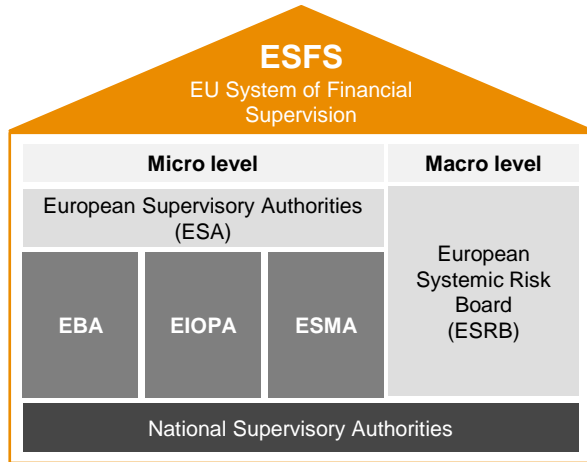 ESFS
EU System of Financial
Supervision
Micro level
Macro level
European Supervisory Authorities
(ESA)
EBA
EIOPA
ESMA
European
Systemic Risk
Board
(ESRB)
National Supervisory Authorities